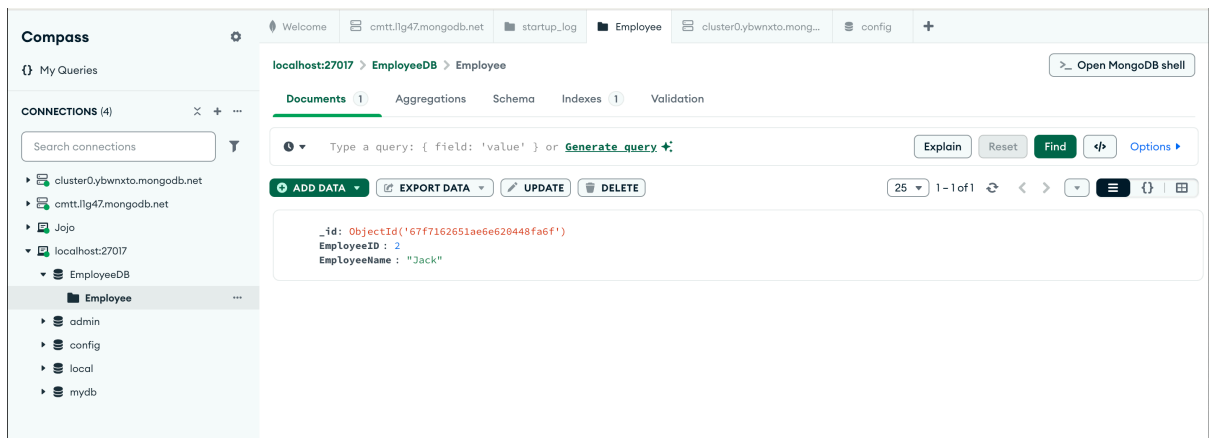 Compass
{} My Queries
CONNECTIONS (4)
Search connections
cluster0.ybwnxto.mongodb.net
cmtt.l1g47.mongodb.net
Jojo
localhost:27017
EmployeeDB
Employee
admin
config
local
mydb
Welcome cmtt.l1g47.mongodb.net startup_log Employee cluster0.ybwnxto.mong... config
localhost:27017 > EmployeeDB > Employee >_ Open MongoDB shell
Documents 1 Aggregations Schema Indexes 1 Validation
Type a query: { field: 'value' } or Generate query Explain Reset Find </> Options
ADD DATA EXPORT DATA UPDATE DELETE 25 1 – 1 of 1 {}
_id: ObjectId('67f7162651ae6e620448fa6f')
EmployeeID : 2
EmployeeName : "Jack"